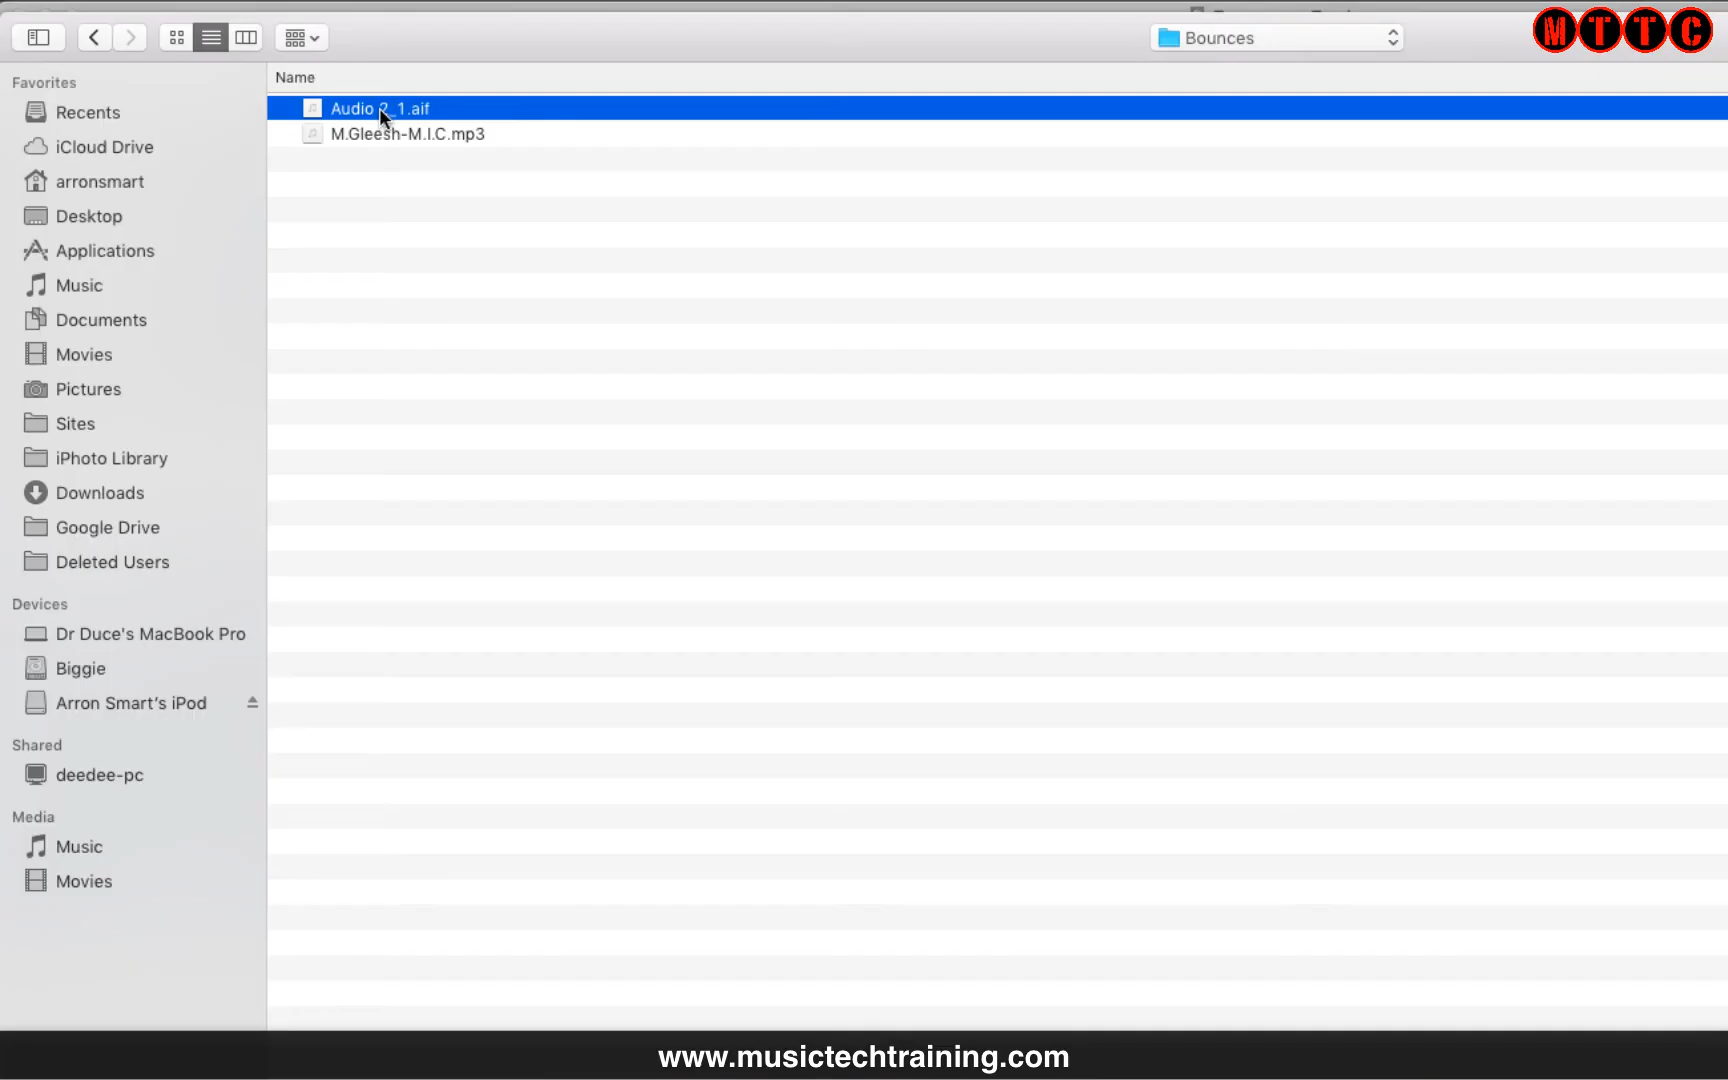 Bounces
MTTC
Favorites
Recents
iCloud Drive
arronsmart
Desktop
Applications
Music
Documents
Movies
Pictures
Sites
iPhoto Library
Downloads
Google Drive
Deleted Users
Devices
Dr Duce's MacBook Pro
Biggie
Arron Smart's iPod
Shared
deedee-pc
Media
Music
Movies
Name
Audio 2_1.aif
M.Gleesh-M.I.C.mp3
www.musictechtraining.com